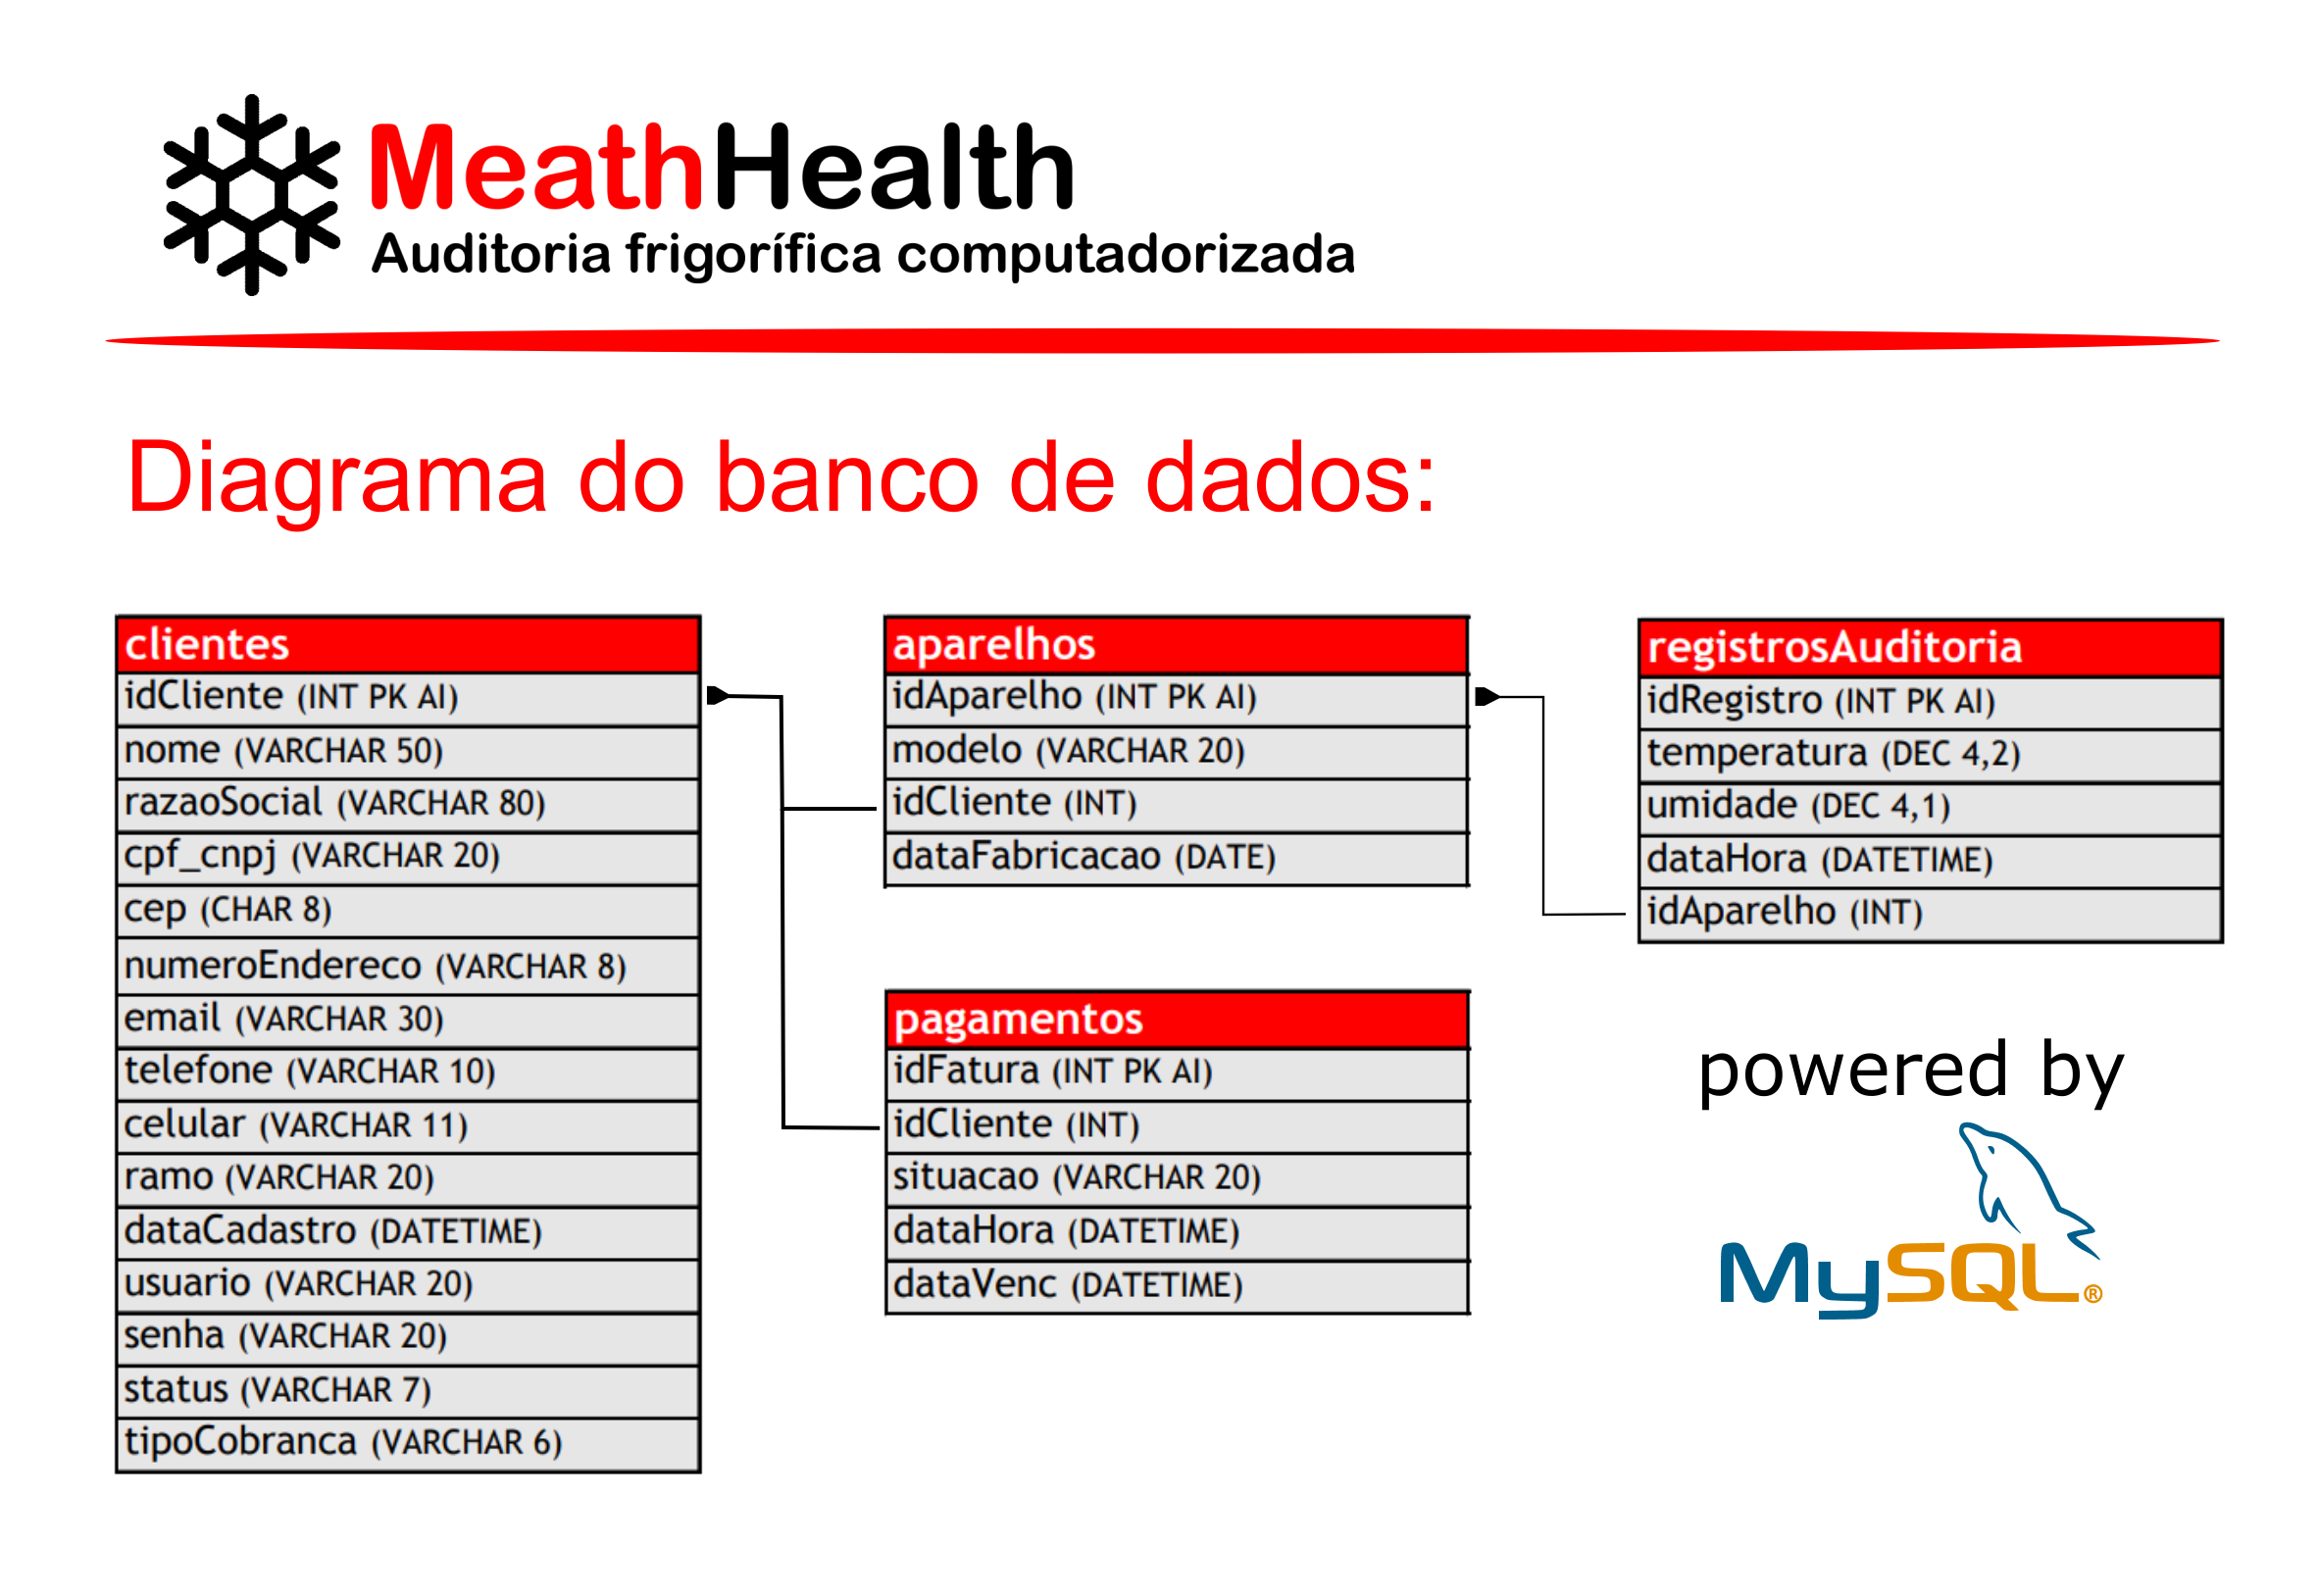 MeathHealth
Auditoria frigorífica computadorizada
Diagrama do banco de dados:
clientes
idCliente (INT PK AI)
nome (VARCHAR 50)
razaoSocial (VARCHAR 80)
cpf_cnpj (VARCHAR 20)
cep (CHAR 8)
numeroEndereco (VARCHAR 8)
email (VARCHAR 30)
telefone (VARCHAR 10)
celular (VARCHAR 11)
ramo (VARCHAR 20)
dataCadastro (DATETIME)
usuario (VARCHAR 20)
senha (VARCHAR 20)
status (VARCHAR 7)
tipoCobranca (VARCHAR 6)
aparelhos
idAparelho (INT PK AI)
modelo (VARCHAR 20)
idCliente (INT)
dataFabricacao (DATE)
pagamentos
idFatura (INT PK AI)
idCliente (INT)
situacao (VARCHAR 20)
dataHora (DATETIME)
dataVenc (DATETIME)
registrosAuditoria
idRegistro (INT PK AI)
temperatura (DEC 4,2)
umidade (DEC 4,1)
dataHora (DATETIME)
idAparelho (INT)
powered by
MySQL®